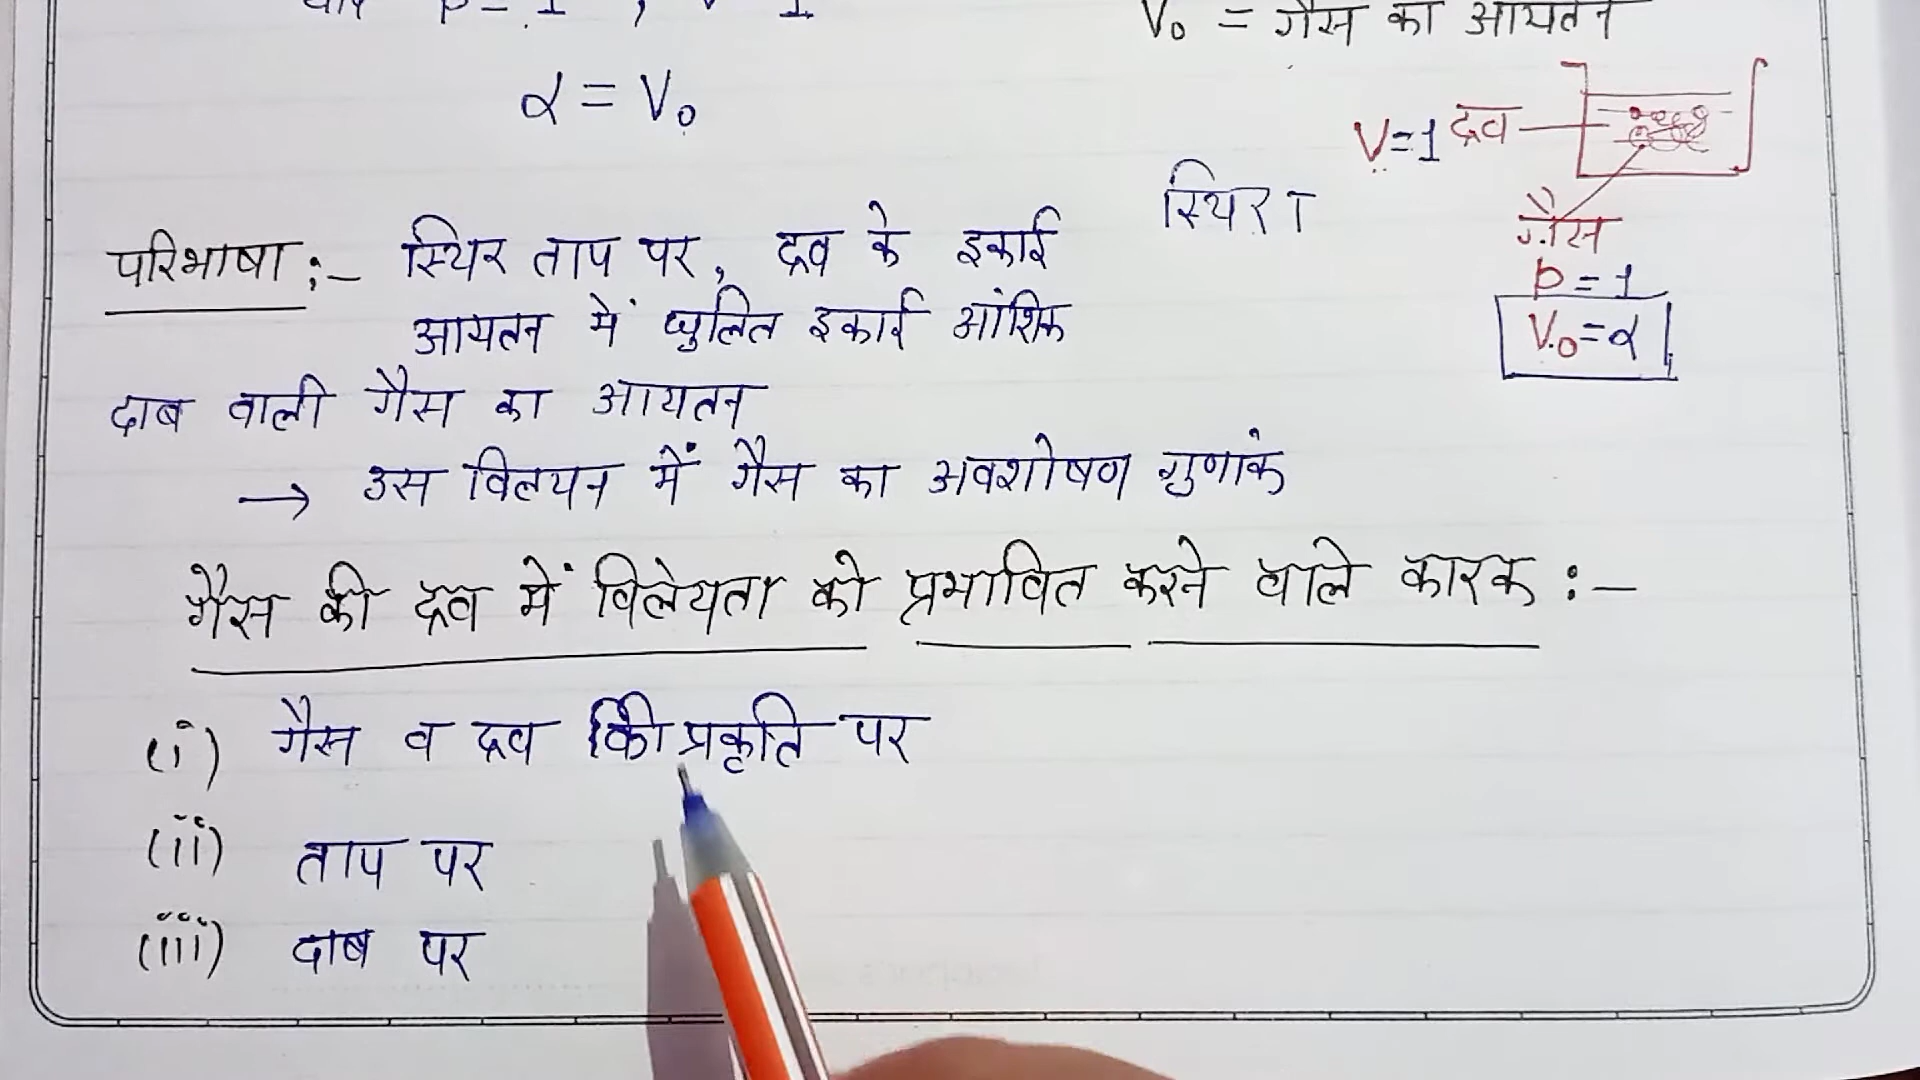 V₀ = गैस का आयतन
α = V₀
V=1 द्रव
गैस
p = 1
V₀ = α
स्थिर T
परिभाषा :- स्थिर ताप पर, द्रव के इकाई
आयतन में घुलित इकाई आंशिक
दाब वाली गैस का आयतन
→ उस विलयन में गैस का अवशोषण गुणांक
गैस की द्रव में विलेयता को प्रभावित करने वाले कारक :-
(i) गैस व द्रव की प्रकृति पर
(ii) ताप पर
(iii) दाब पर